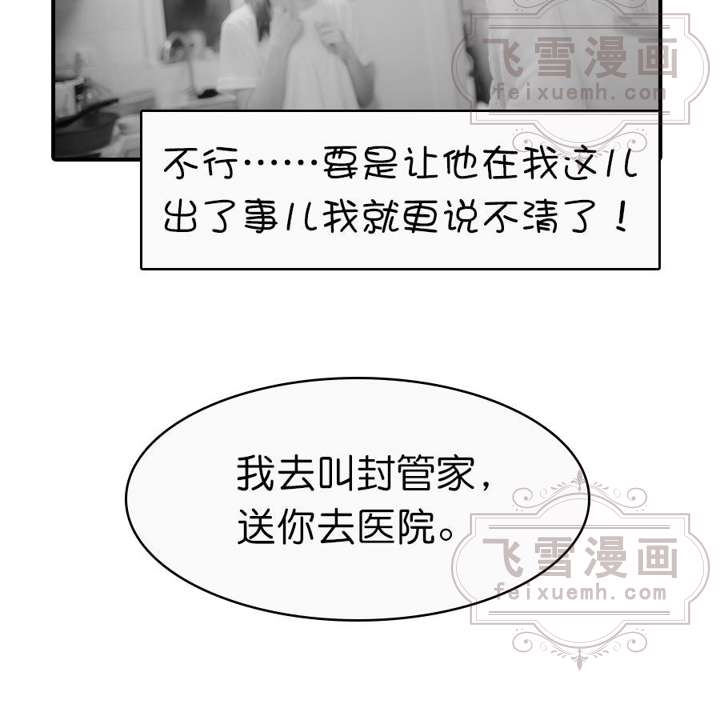 飞雪漫画
feixuemh.com
不行……要是让他在我这儿
出了事儿我就更说不清了！
我去叫封管家，
送你去医院。
飞雪漫画
feixuemh.com